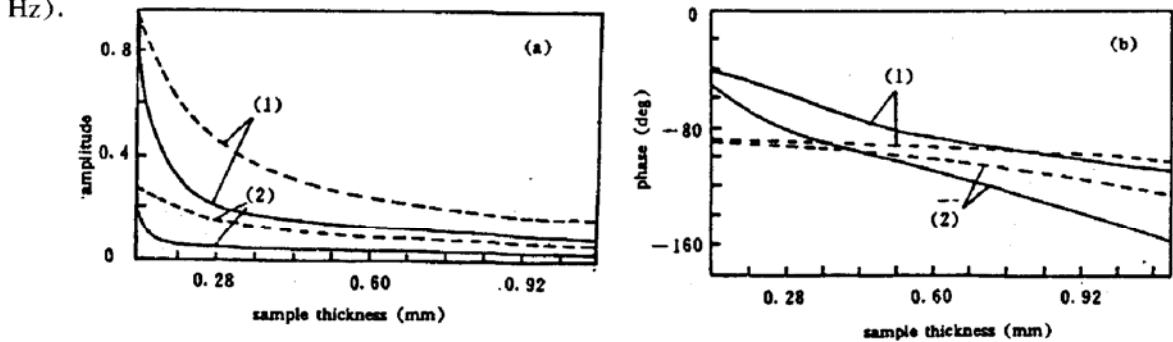 Hz).
(a)
0. 8
(1)
amplitude
0. 4
(2)
0
0. 28
0. 60
0. 92
sample thickness (mm)
0
(b)
(1)
−80
phase (deg)
(2)
−160
0. 28
0. 60
0. 92
sample thickness (mm)